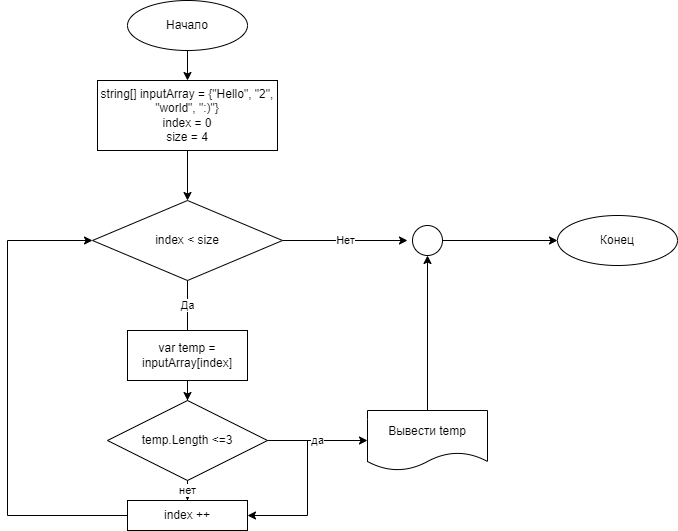 Начало
string[] inputArray = {"Hello", "2",
"world", ":)"}
index = 0
size = 4
index < size
Нет
Конец
Да
var temp =
inputArray[index]
temp.Length <=3
да
Вывести temp
нет
index ++